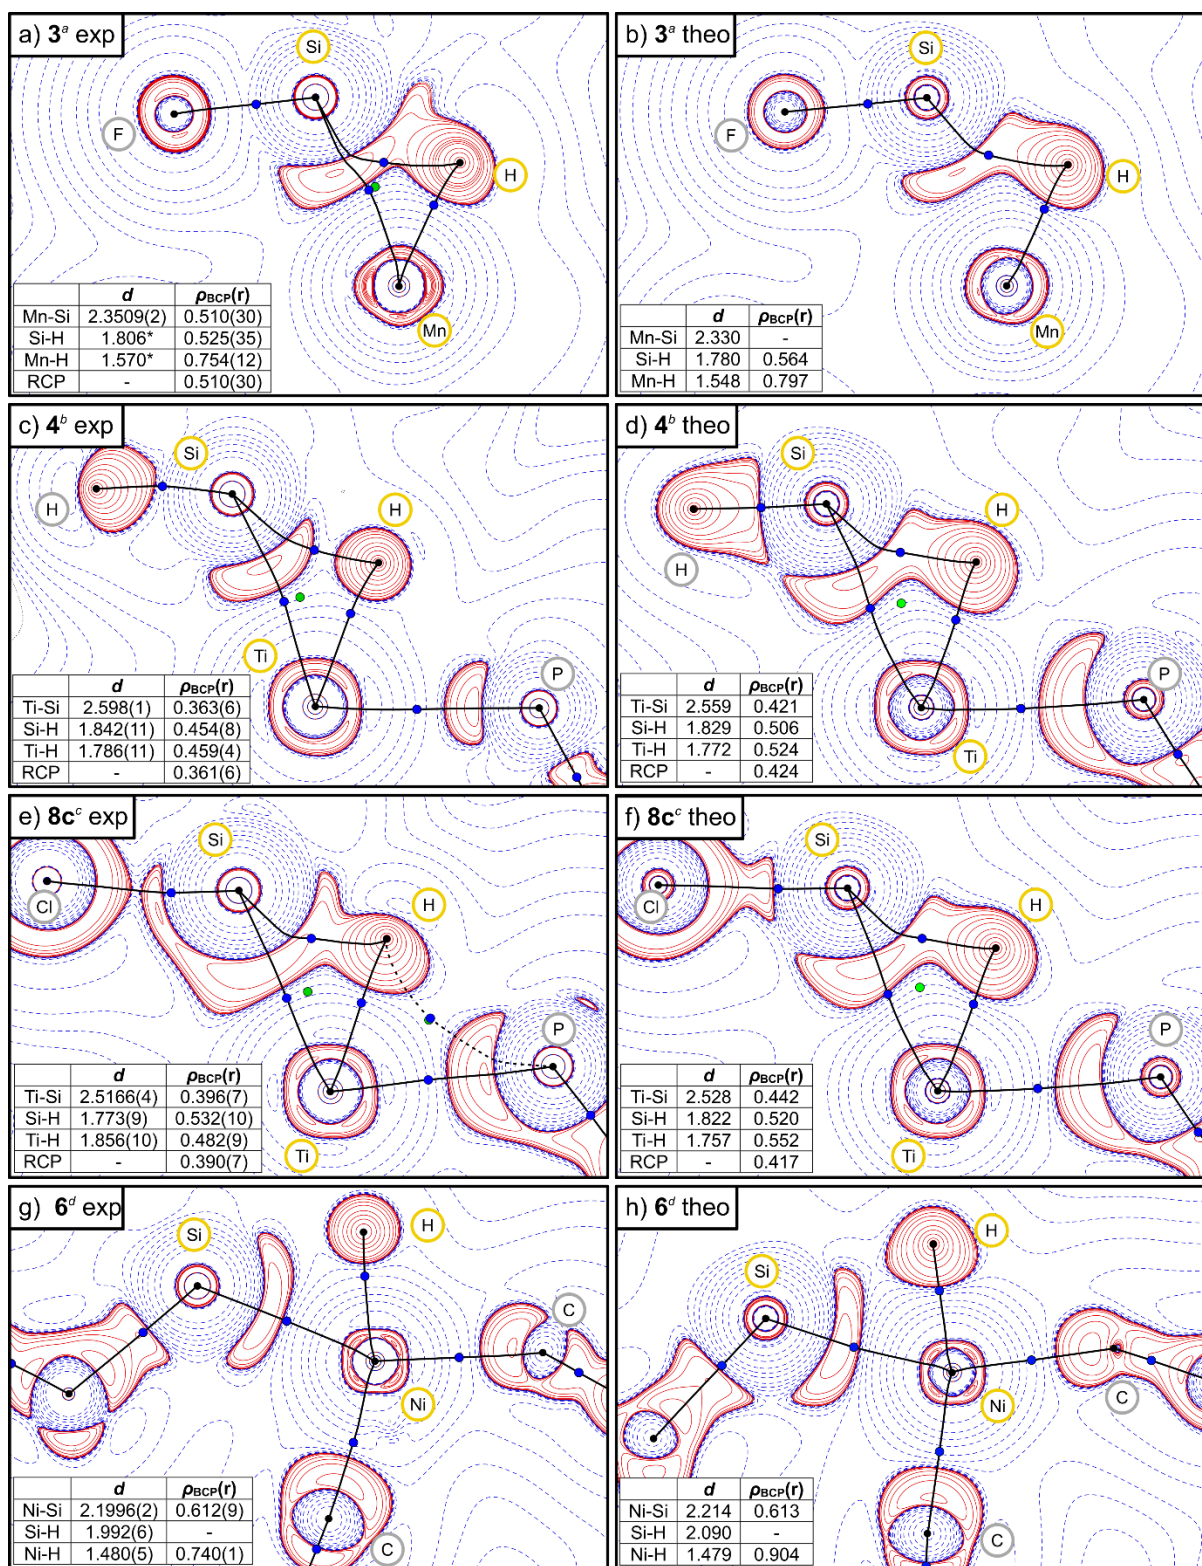 a) 3ᵃ exp
Si
F
H
Mn
d ρBCP(r)
Mn-Si 2.3509(2) 0.510(30)
Si-H 1.806* 0.525(35)
Mn-H 1.570* 0.754(12)
RCP - 0.510(30)
b) 3ᵃ theo
Si
F
H
Mn
d ρBCP(r)
Mn-Si 2.330 -
Si-H 1.780 0.564
Mn-H 1.548 0.797
c) 4ᵇ exp
Si
H
H
Ti
P
d ρBCP(r)
Ti-Si 2.598(1) 0.363(6)
Si-H 1.842(11) 0.454(8)
Ti-H 1.786(11) 0.459(4)
RCP - 0.361(6)
d) 4ᵇ theo
Si
H
H
P
Ti
d ρBCP(r)
Ti-Si 2.559 0.421
Si-H 1.829 0.506
Ti-H 1.772 0.524
RCP - 0.424
e) 8cᶜ exp
Si
Cl
H
P
Ti
d ρBCP(r)
Ti-Si 2.5166(4) 0.396(7)
Si-H 1.773(9) 0.532(10)
Ti-H 1.856(10) 0.482(9)
RCP - 0.390(7)
f) 8cᶜ theo
Si
Cl
H
P
Ti
d ρBCP(r)
Ti-Si 2.528 0.442
Si-H 1.822 0.520
Ti-H 1.757 0.552
RCP - 0.417
g) 6ᵈ exp
H
Si
C
Ni
C
d ρBCP(r)
Ni-Si 2.1996(2) 0.612(9)
Si-H 1.992(6) -
Ni-H 1.480(5) 0.740(1)
h) 6ᵈ theo
H
Si
C
Ni
C
d ρBCP(r)
Ni-Si 2.214 0.613
Si-H 2.090 -
Ni-H 1.479 0.904